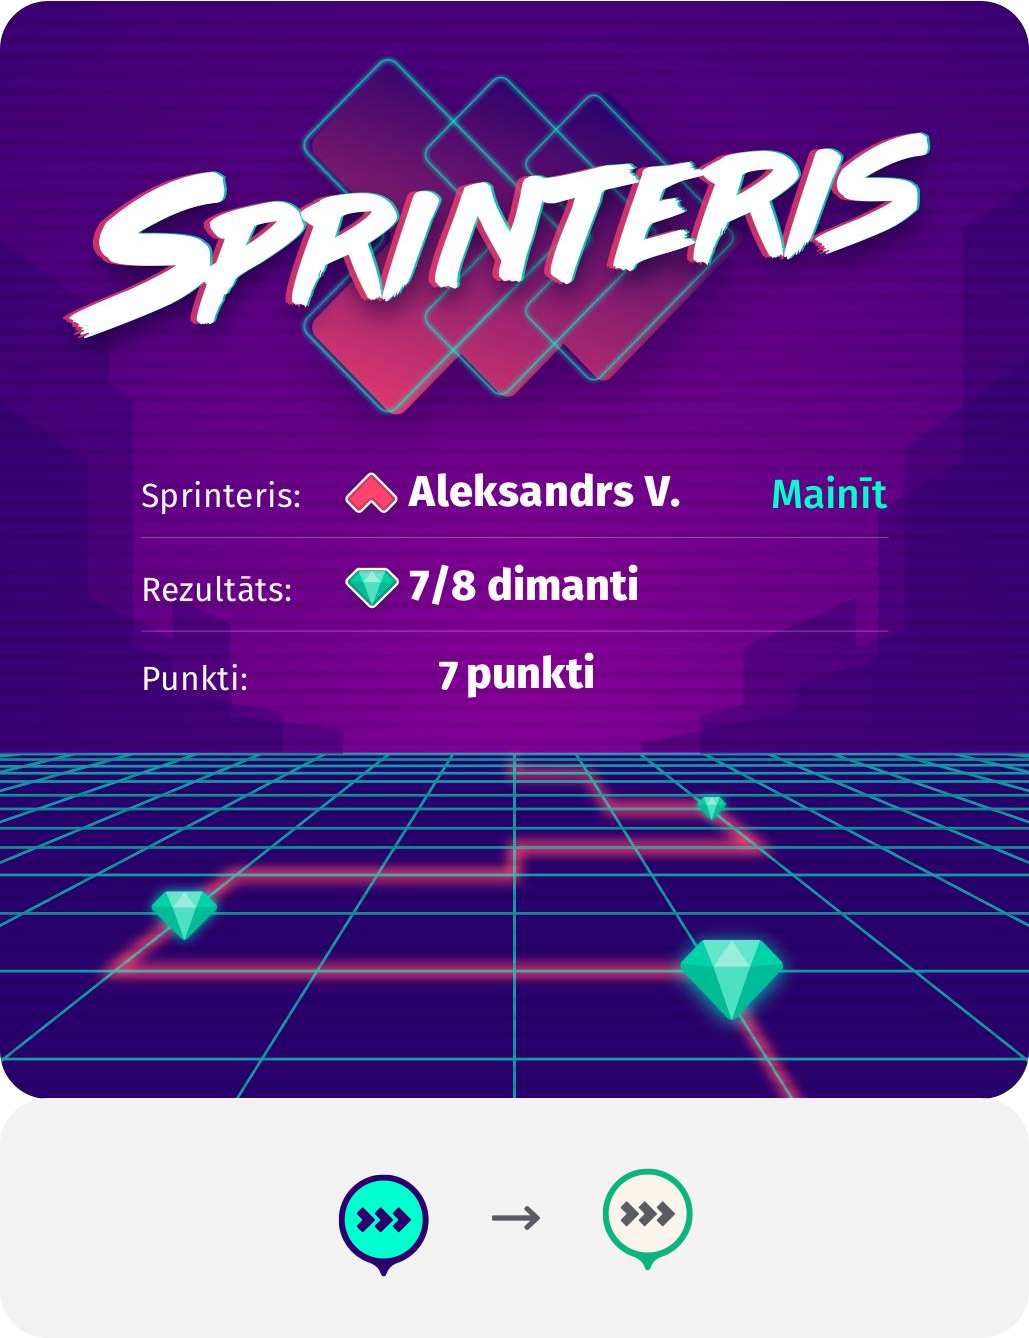 SPRINTERIS
Sprinteris: Aleksandrs V. Mainīt
Rezultāts: 7/8 dimanti
Punkti: 7 punkti